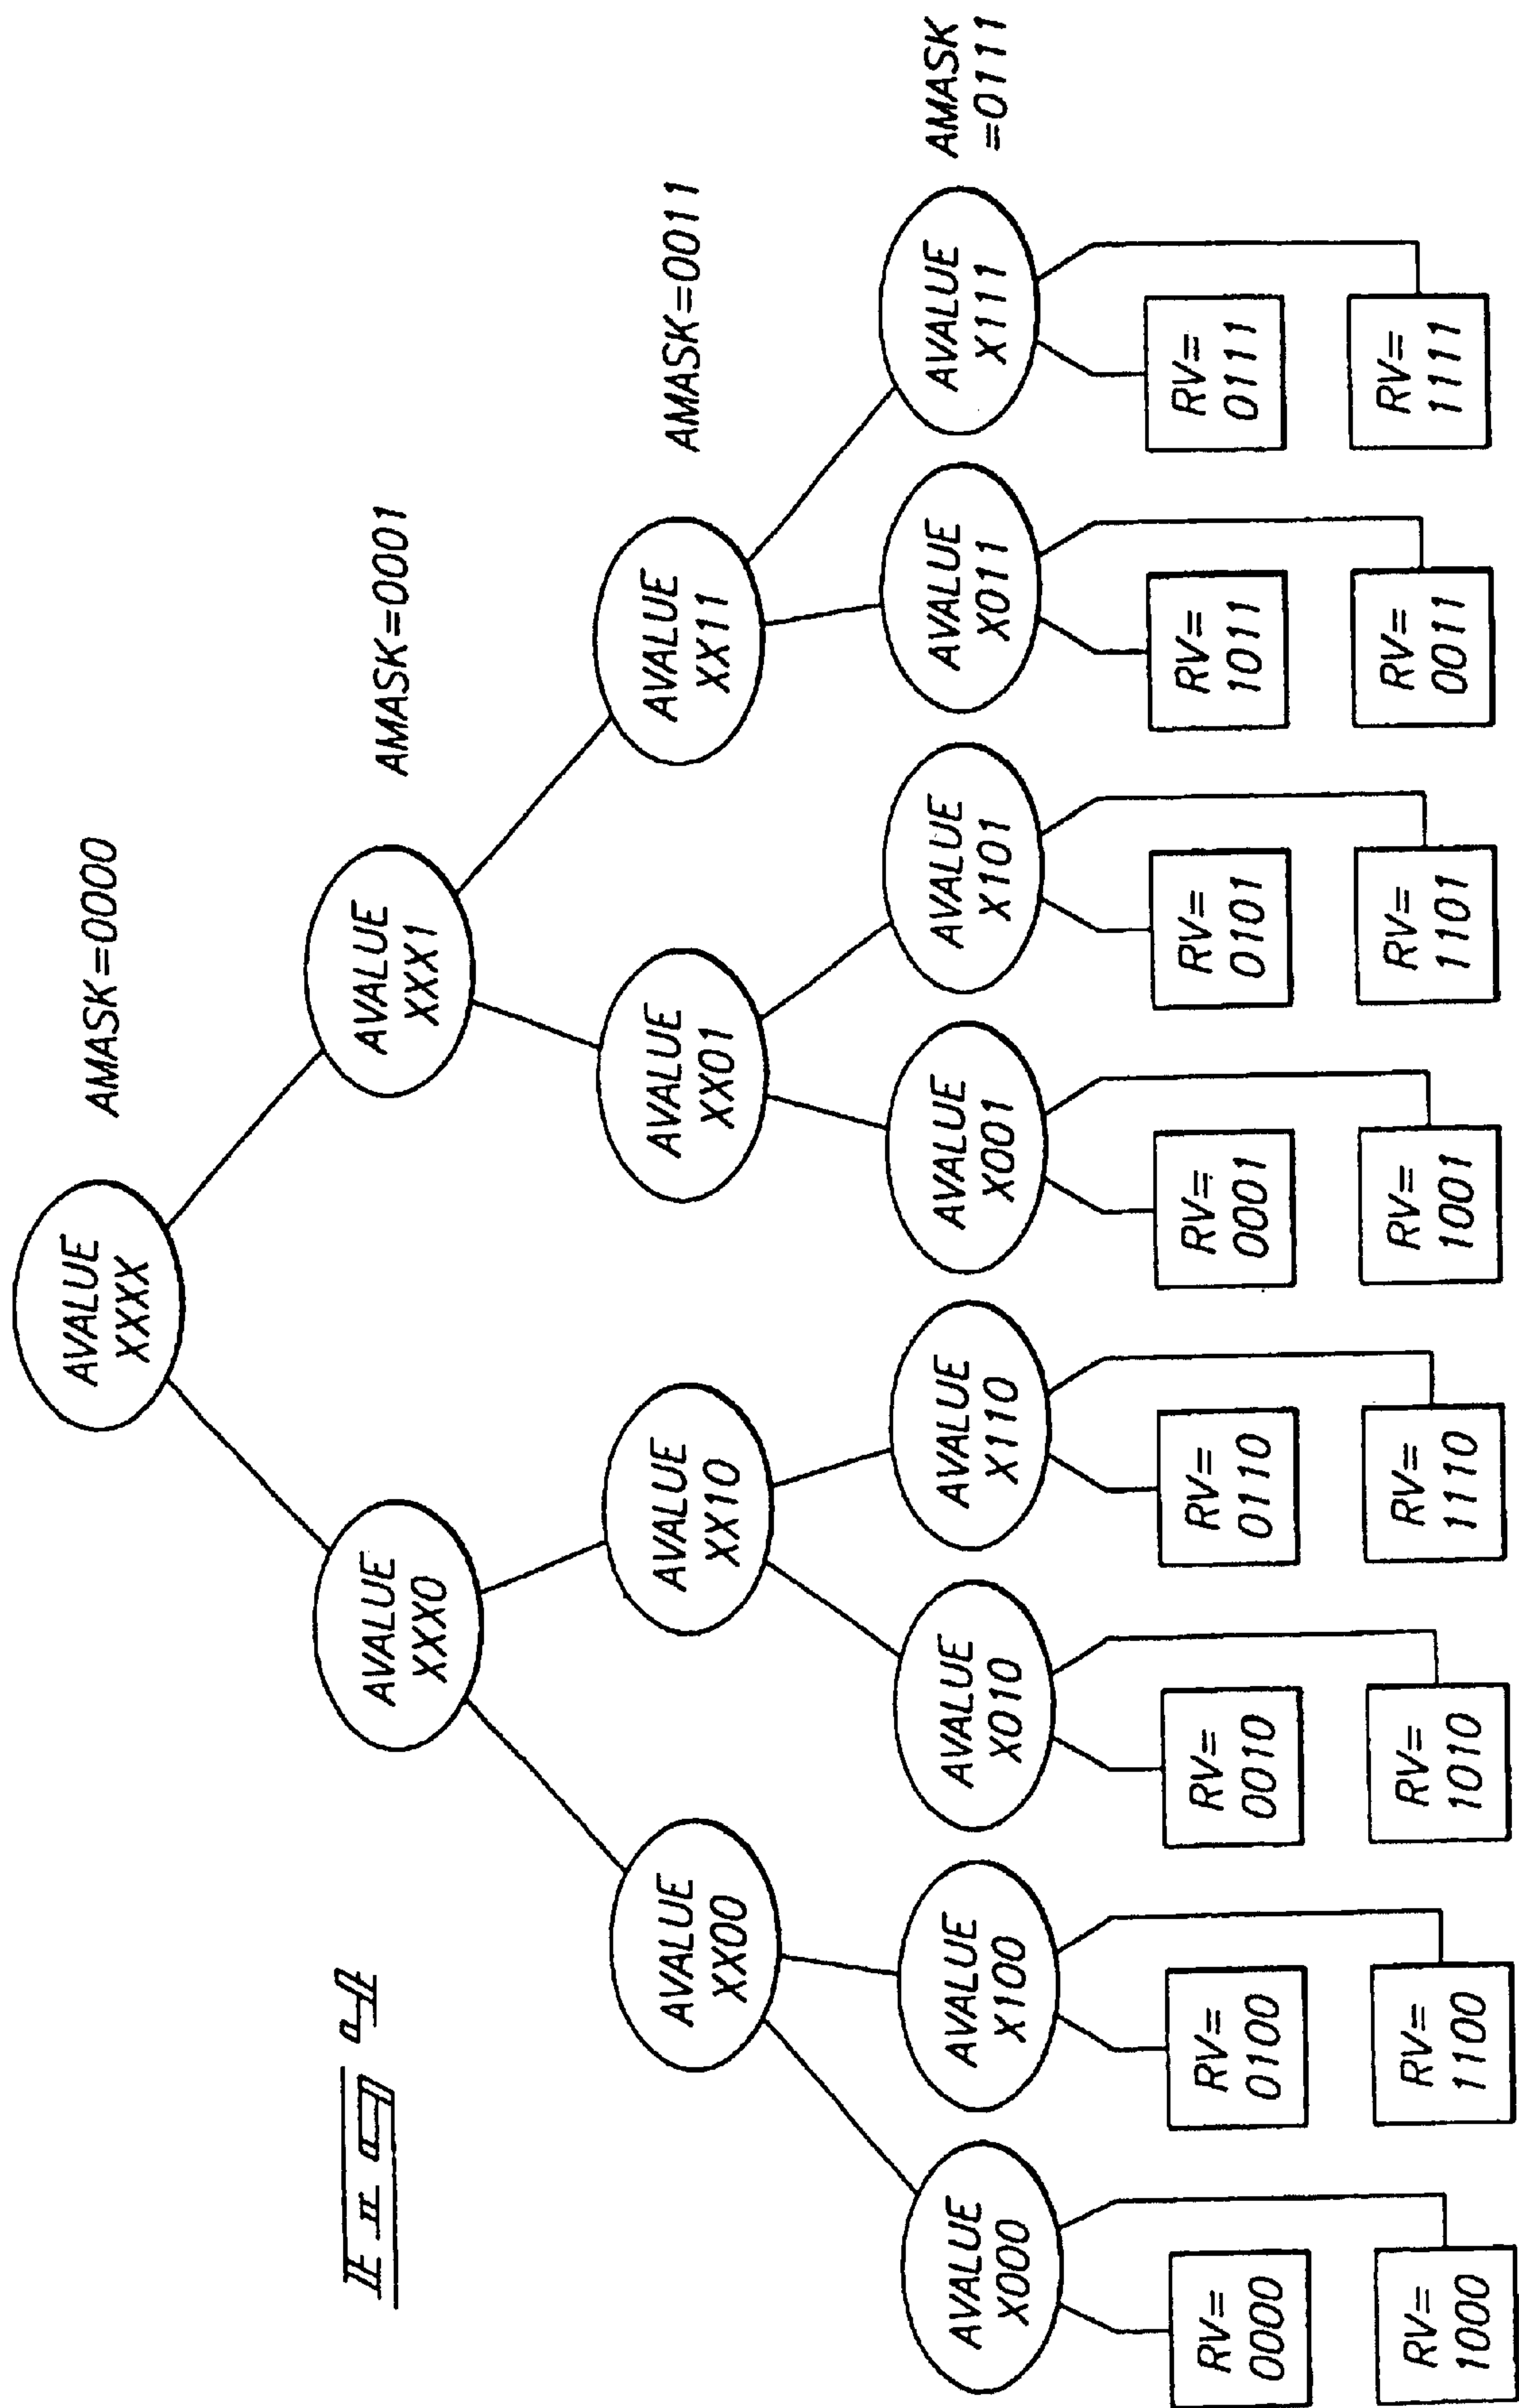 AVALUE
XXXX
AMASK=0000
AVALUE
XXX0
AVALUE
XXX1
AMASK=0001
AVALUE
XX00
AVALUE
XX10
AVALUE
XX01
AVALUE
XX11
AMASK=0011
AVALUE
X000
AVALUE
X100
AVALUE
X010
AVALUE
X110
AVALUE
X001
AVALUE
X101
AVALUE
X011
AVALUE
X111
AMASK
=0111
RV=
0000
RV=
0100
RV=
0010
RV=
0110
RV=
0001
RV=
0101
RV=
1011
RV=
0111
RV=
1000
RV=
1100
RV=
1010
RV=
1110
RV=
1001
RV=
1101
RV=
0011
RV=
1111